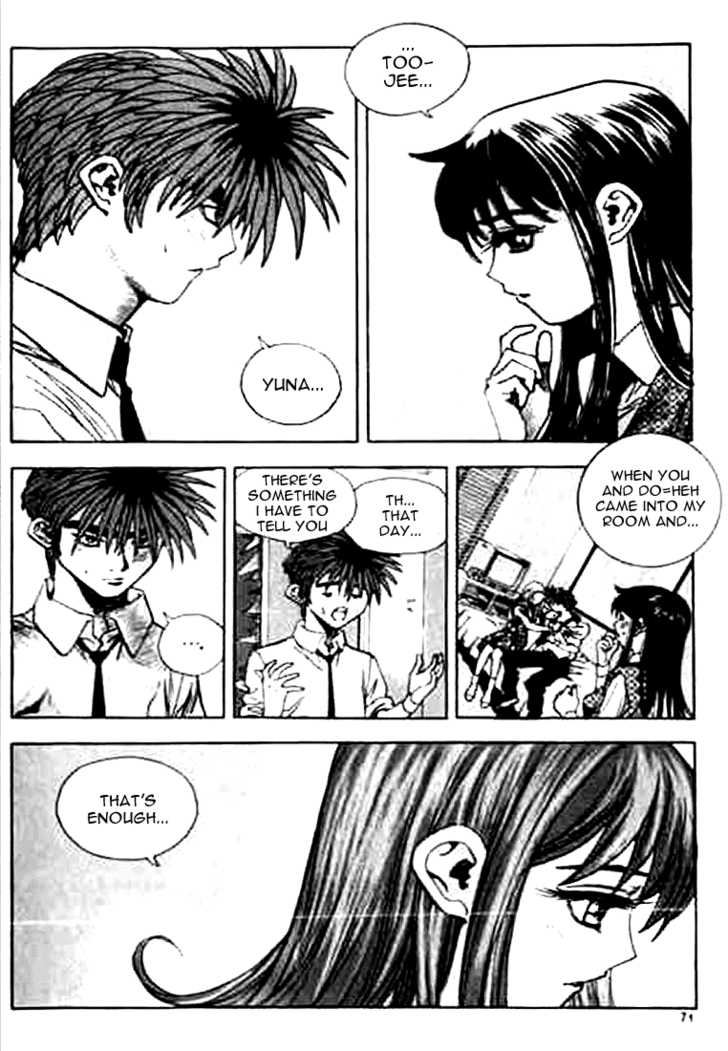 YUNA...
...
TOO-
JEE...
....
THERE'S
SOMETHING
I HAVE TO
TELL YOU
TH...
THAT
DAY...
WHEN YOU
AND DO=HEH
CAME INTO MY
ROOM AND...
THAT'S
ENOUGH...
71